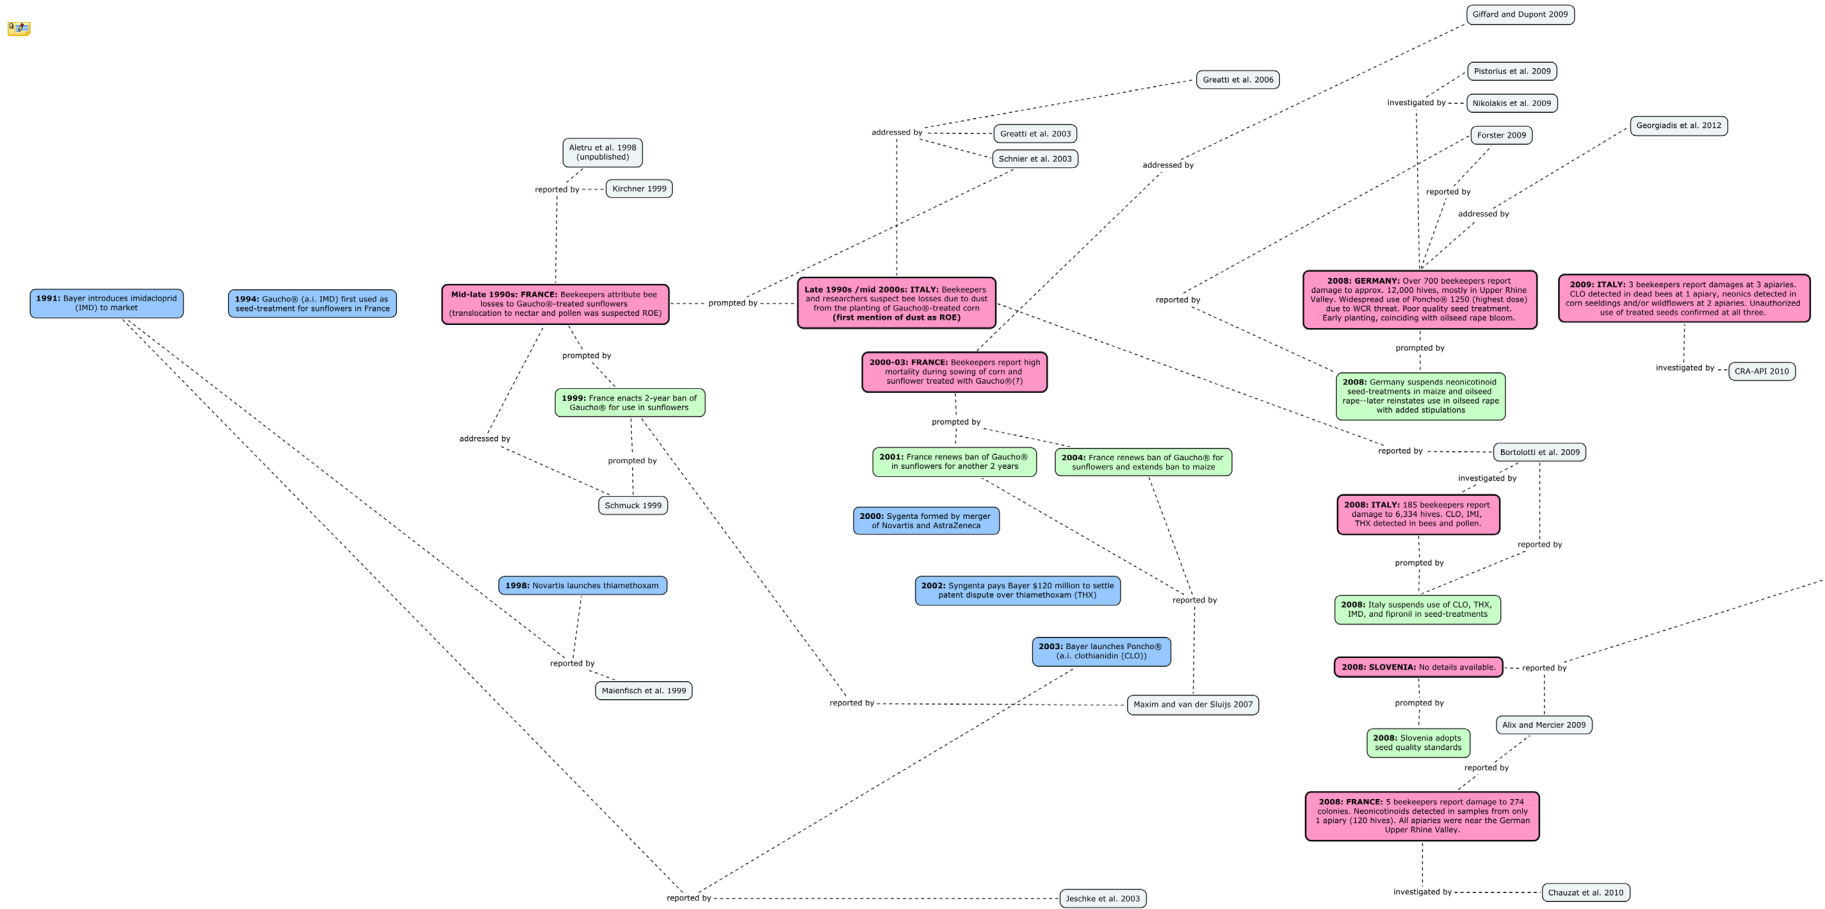 a
Giffard and Dupont 2009
Pistorius et al. 2009
Greatti et al. 2006
investigated by
Nikolakis et al. 2009
Georgiadis et al. 2012
addressed by
Greatti et al. 2003
Forster 2009
Aletru et al. 1998
(unpublished)
Schnier et al. 2003
addressed by
reported by
Kirchner 1999
reported by
addressed by
1991: Bayer introduces imidacloprid
(IMD) to market
1994: Gaucho® (a.i. IMD) first used as
seed-treatment for sunflowers in France
Mid-late 1990s: FRANCE: Beekeepers attribute bee
losses to Gaucho®-treated sunflowers
(translocation to nectar and pollen was suspected ROE)
prompted by
Late 1990s /mid 2000s: ITALY: Beekeepers
and researchers suspect bee losses due to dust
from the planting of Gaucho®-treated corn
(first mention of dust as ROE)
reported by
2008: GERMANY: Over 700 beekeepers report
damage to approx. 12,000 hives, mostly in Upper Rhine
Valley. Widespread use of Poncho® 1250 (highest dose)
due to WCR threat. Poor quality seed treatment.
Early planting, coinciding with oilseed rape bloom.
2009: ITALY: 3 beekeepers report damages at 3 apiaries.
CLO detected in dead bees at 1 apiary, neonics detected in
corn seeldings and/or wildflowers at 2 apiaries. Unauthorized
use of treated seeds confirmed at all three.
prompted by
prompted by
2000-03: FRANCE: Beekeepers report high
mortality during sowing of corn and
sunflower treated with Gaucho®(?)
investigated by
CRA-API 2010
1999: France enacts 2-year ban of
Gaucho® for use in sunflowers
2008: Germany suspends neonicotinoid
seed-treatments in maize and oilseed
rape--later reinstates use in oilseed rape
with added stipulations
prompted by
addressed by
prompted by
2001: France renews ban of Gaucho®
in sunflowers for another 2 years
2004: France renews ban of Gaucho® for
sunflowers and extends ban to maize
reported by
Bortolotti et al. 2009
investigated by
Schmuck 1999
2000: Sygenta formed by merger
of Novartis and AstraZeneca
2008: ITALY: 185 beekeepers report
damage to 6,334 hives. CLO, IMI,
THX detected in bees and pollen.
reported by
prompted by
1998: Novartis launches thiamethoxam
2002: Syngenta pays Bayer $120 million to settle
patent dispute over thiamethoxam (THX)
reported by
2008: Italy suspends use of CLO, THX,
IMD, and fipronil in seed-treatments
2003: Bayer launches Poncho®
(a.i. clothianidin (CLO))
reported by
2008: SLOVENIA: No details available.
reported by
Maienfisch et al. 1999
reported by
Maxim and van der Sluijs 2007
prompted by
Alix and Mercier 2009
2008: Slovenia adopts
seed quality standards
reported by
2008: FRANCE: 5 beekeepers report damage to 274
colonies. Neonicotinoids detected in samples from only
1 apiary (120 hives). All apiaries were near the German
Upper Rhine Valley.
reported by
Jeschke et al. 2003
investigated by
Chauzat et al. 2010